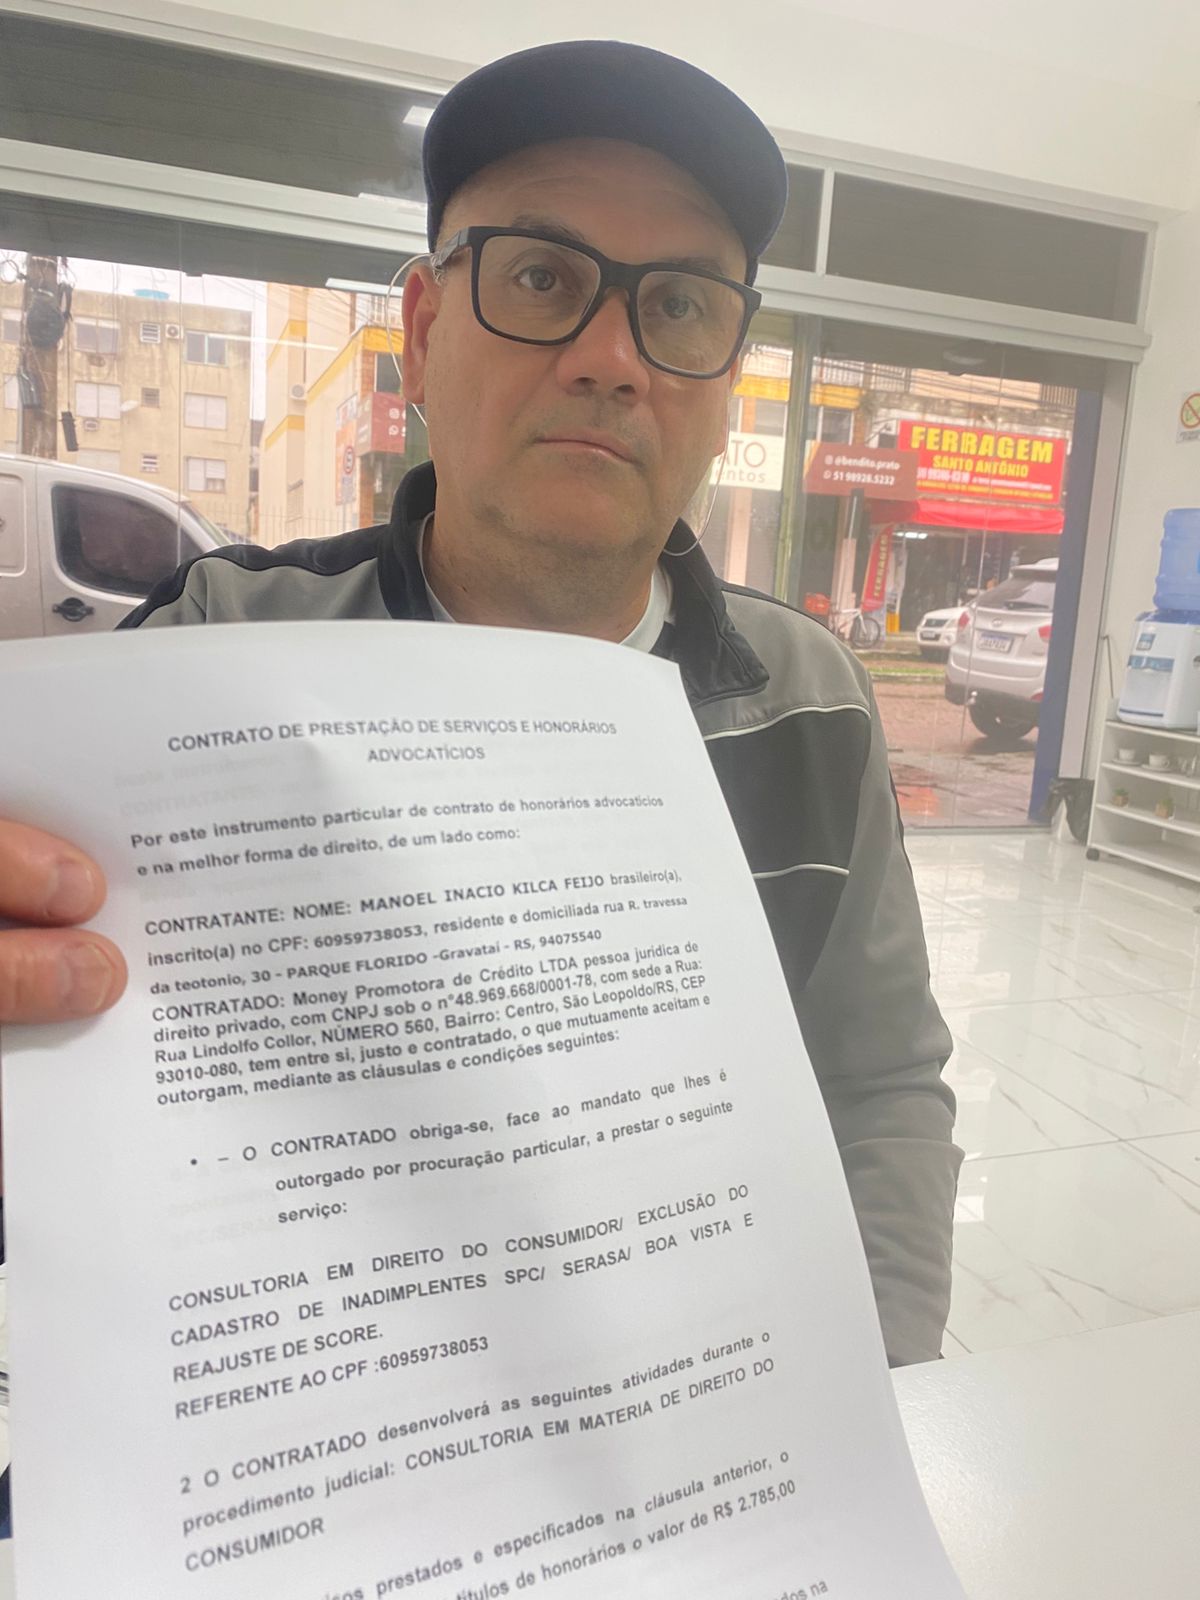 FERRAGEM
SANTO ANTÔNIO
@bendito.prato
51 98928.5232
CONTRATO DE PRESTAÇÃO DE SERVIÇOS E HONORÁRIOS
ADVOCATÍCIOS
Por este instrumento particular de contrato de honorários advocatícios
e na melhor forma de direito, de um lado como:
CONTRATANTE: NOME: MANOEL INACIO KILCA FEIJO brasileiro(a),
inscrito(a) no CPF: 60959738053, residente e domiciliada rua R. travessa
da teotonio, 30 - PARQUE FLORIDO -Gravataí - RS, 94075540
CONTRATADO: Money Promotora de Crédito LTDA pessoa jurídica de
direito privado, com CNPJ sob o n°48.969.668/0001-78, com sede a Rua:
Rua Lindolfo Collor, NÚMERO 560, Bairro: Centro, São Leopoldo/RS, CEP
93010-080, tem entre si, justo e contratado, o que mutuamente aceitam e
outorgam, mediante as cláusulas e condições seguintes:
• – O CONTRATADO obriga-se, face ao mandato que lhes é
outorgado por procuração particular, a prestar o seguinte
serviço:
CONSULTORIA EM DIREITO DO CONSUMIDOR/ EXCLUSÃO DO
CADASTRO DE INADIMPLENTES SPC/ SERASA/ BOA VISTA E
REAJUSTE DE SCORE.
REFERENTE AO CPF :60959738053
2 O CONTRATADO desenvolverá as seguintes atividades durante o
procedimento judicial: CONSULTORIA EM MATERIA DE DIREITO DO
CONSUMIDOR
prestados e especificados na cláusula anterior, o
títulos de honorários o valor de R$ 2.785,00
na